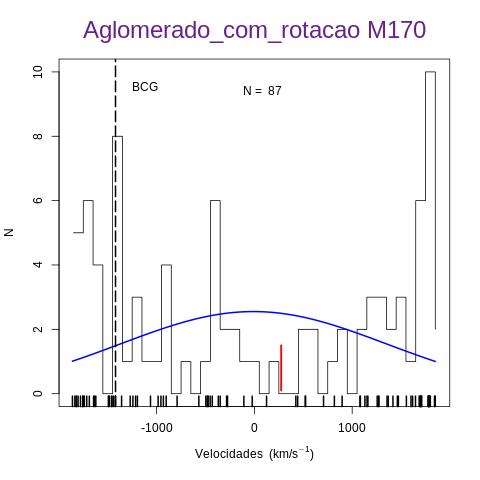 Aglomerado_com_rotacao M170
BCG
N = 87
10
8
6
4
2
0
N
-1000 0 1000
Velocidades (km/s⁻¹)